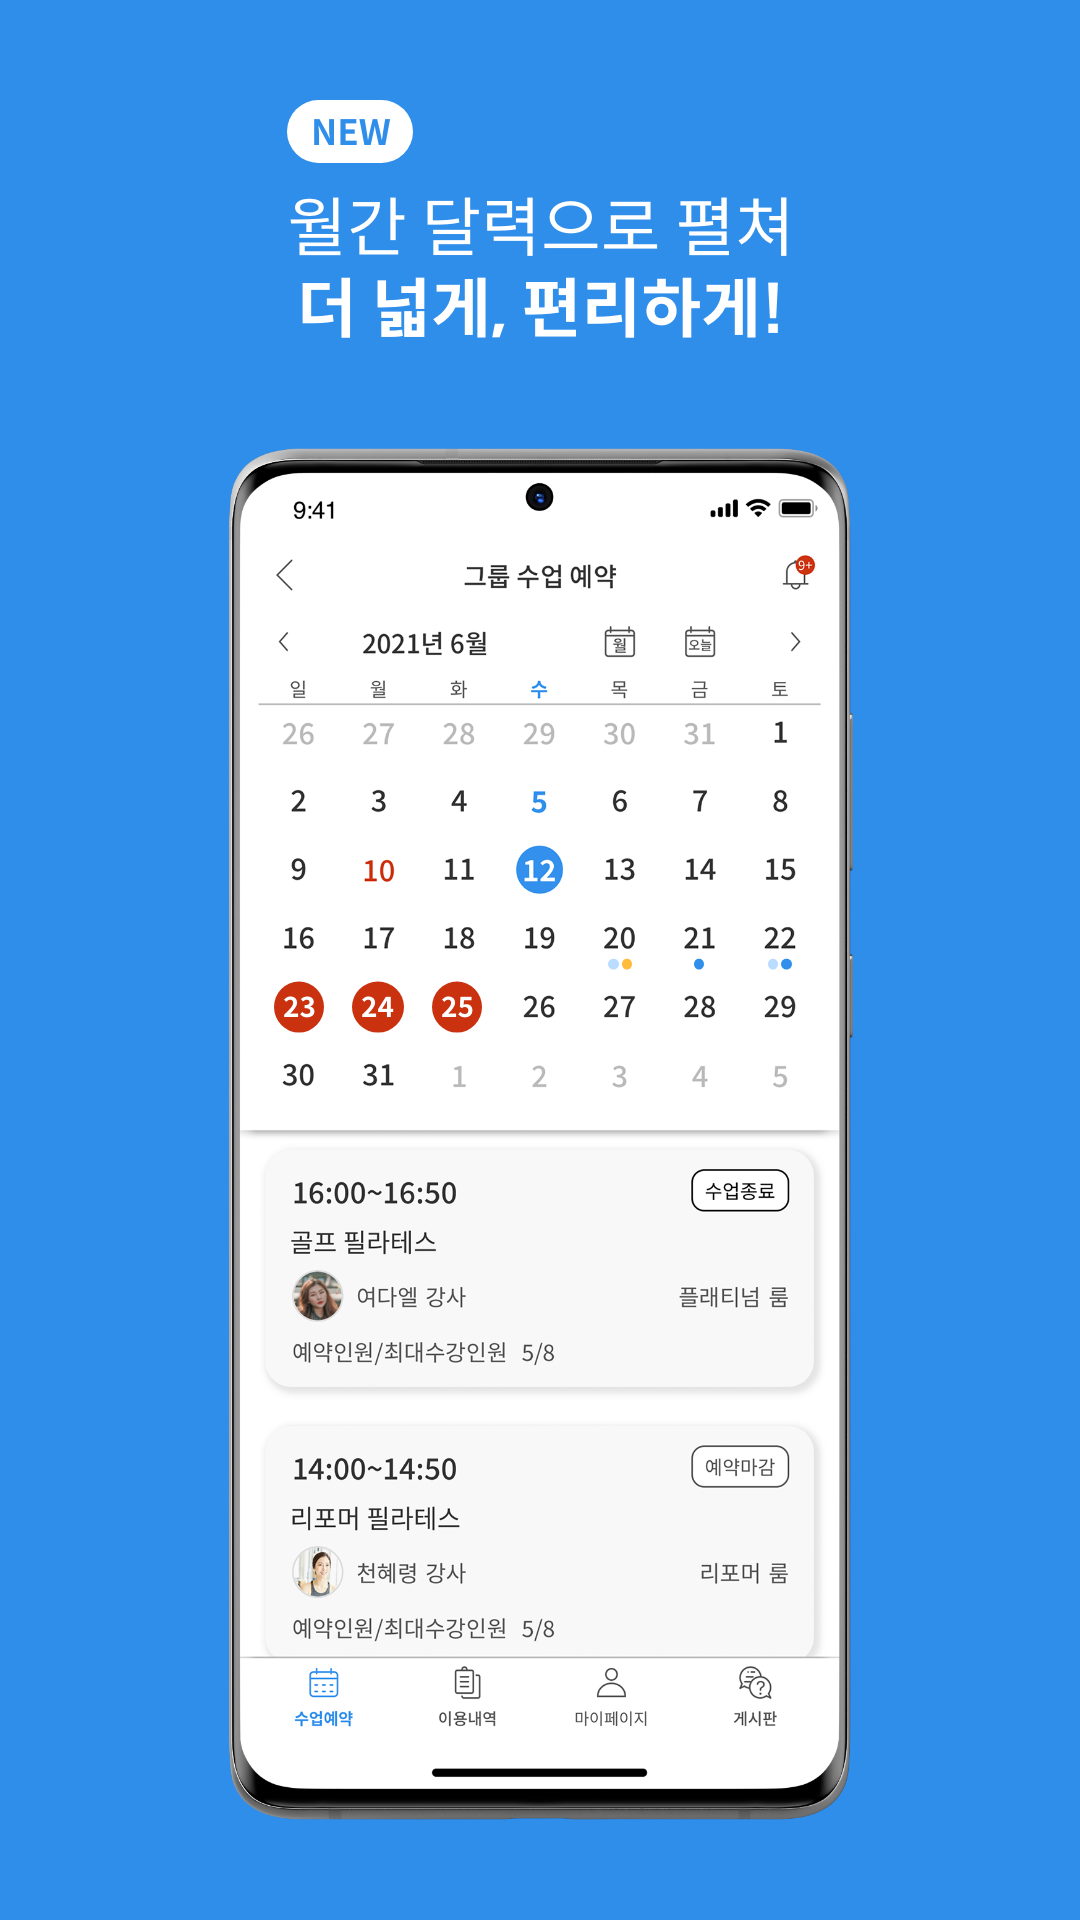 NEW
월간 달력으로 펼쳐
더 넓게, 편리하게!
9:41
그룹 수업 예약
9+
2021년 6월
월
오늘
일 월 화 수 목 금 토
26 27 28 29 30 31 1
2 3 4 5 6 7 8
9 10 11 12 13 14 15
16 17 18 19 20 21 22
23 24 25 26 27 28 29
30 31 1 2 3 4 5
16:00~16:50 수업종료
골프 필라테스
여다엘 강사 플래티넘 룸
예약인원/최대수강인원 5/8
14:00~14:50 예약마감
리포머 필라테스
천혜령 강사 리포머 룸
예약인원/최대수강인원 5/8
수업예약 이용내역 마이페이지 게시판